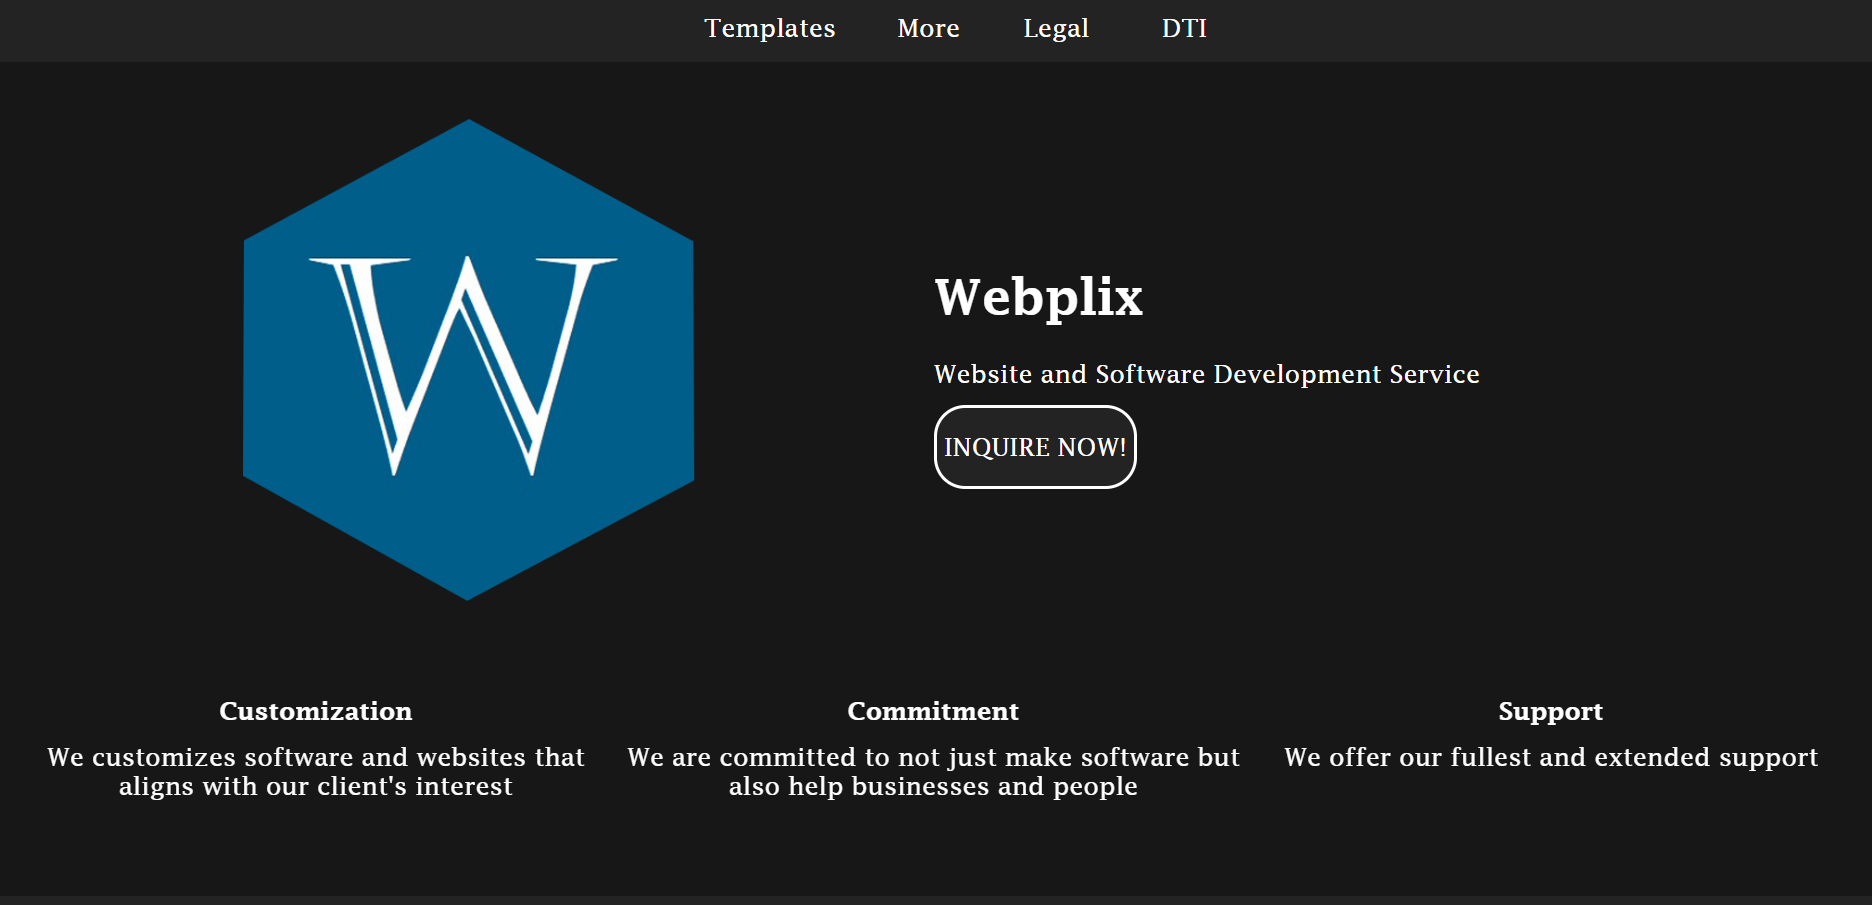 Templates More Legal DTI
W
Webplix
Website and Software Development Service
INQUIRE NOW!
Customization
We customizes software and websites that
aligns with our client's interest
Commitment
We are committed to not just make software but
also help businesses and people
Support
We offer our fullest and extended support